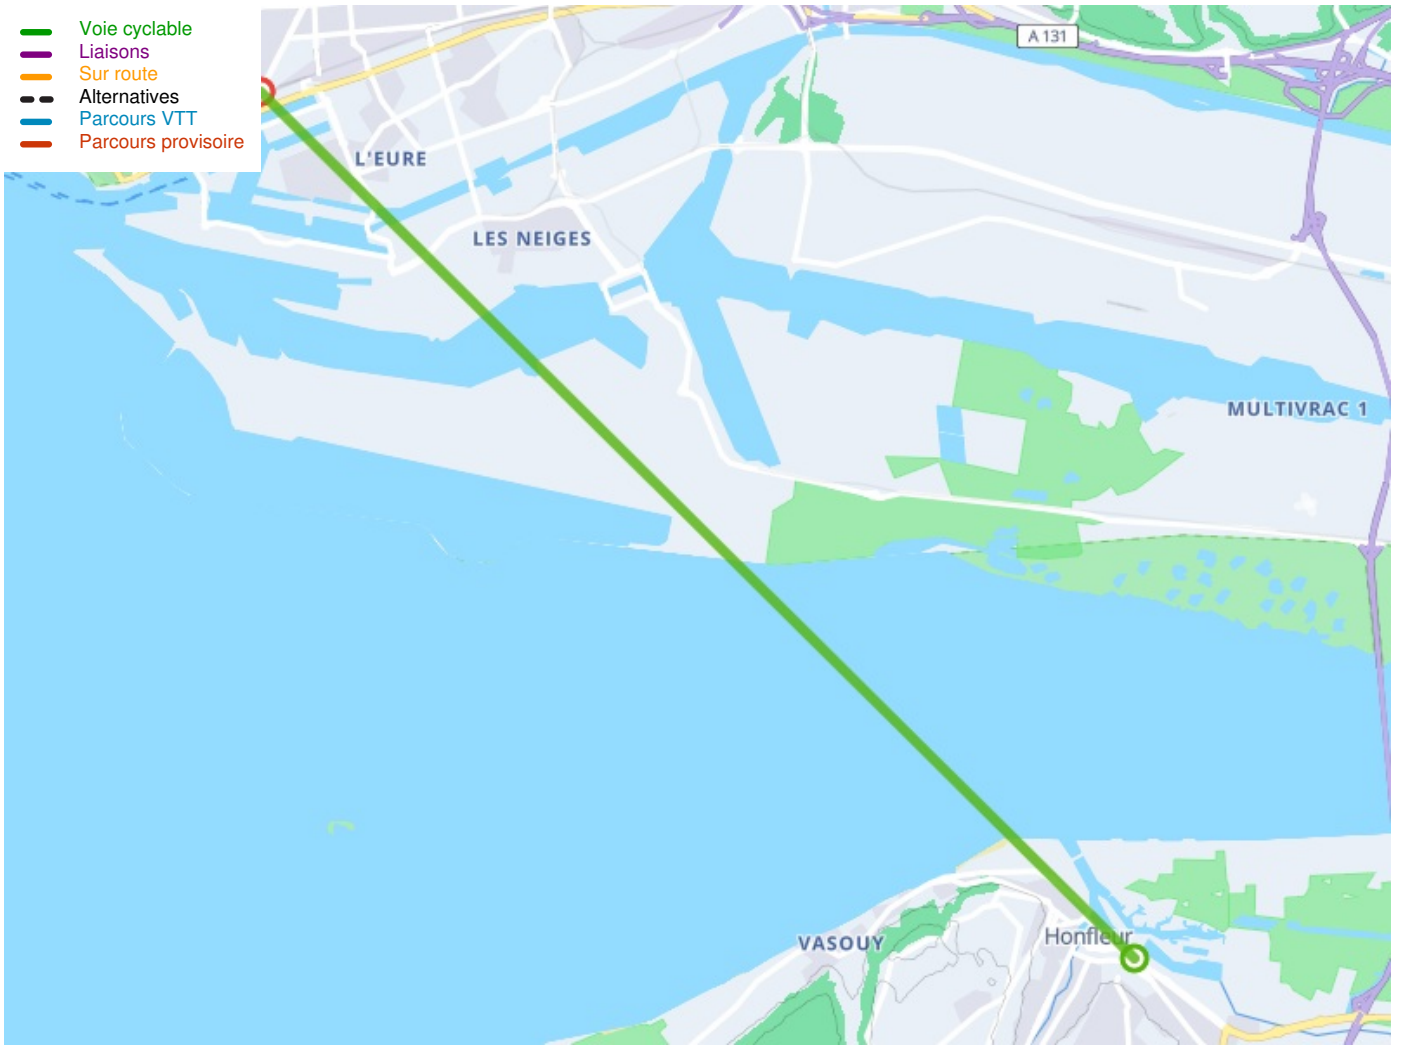 Voie cyclable
Liaisons
Sur route
Alternatives
Parcours VTT
Parcours provisoire
A 131
L'EURE
LES NEIGES
MULTIVRAC 1
VASOUY
Honfleur